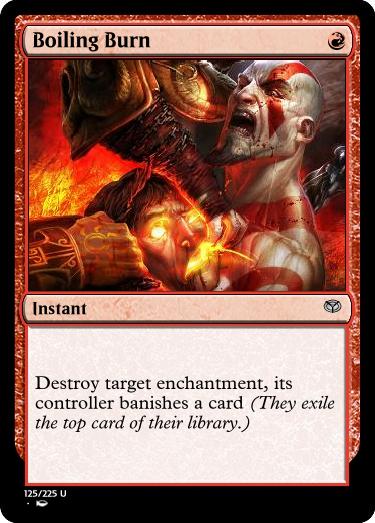 Boiling Burn
Instant
Destroy target enchantment, its
controller banishes a card (They exile
the top card of their library.)
125/225 U